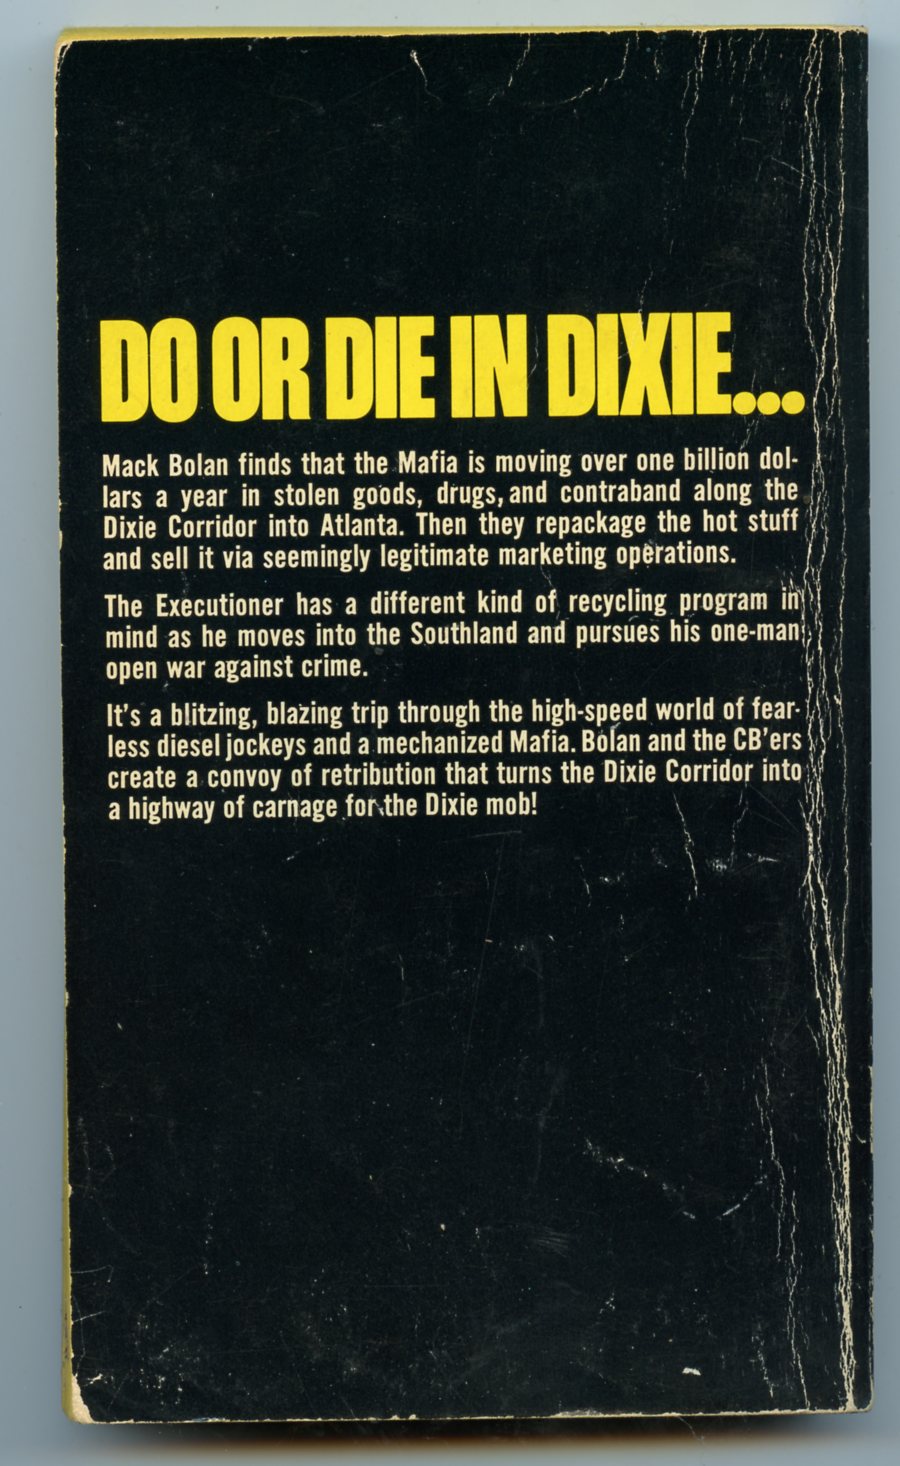 DO OR DIE IN DIXIE...
Mack Bolan finds that the Mafia is moving over one billion dol-
lars a year in stolen goods, drugs, and contraband along the
Dixie Corridor into Atlanta. Then they repackage the hot stuff
and sell it via seemingly legitimate marketing operations.
The Executioner has a different kind of recycling program in
mind as he moves into the Southland and pursues his one-man
open war against crime.
It's a blitzing, blazing trip through the high-speed world of fear-
less diesel jockeys and a mechanized Mafia. Bolan and the CB'ers
create a convoy of retribution that turns the Dixie Corridor into
a highway of carnage for the Dixie mob!